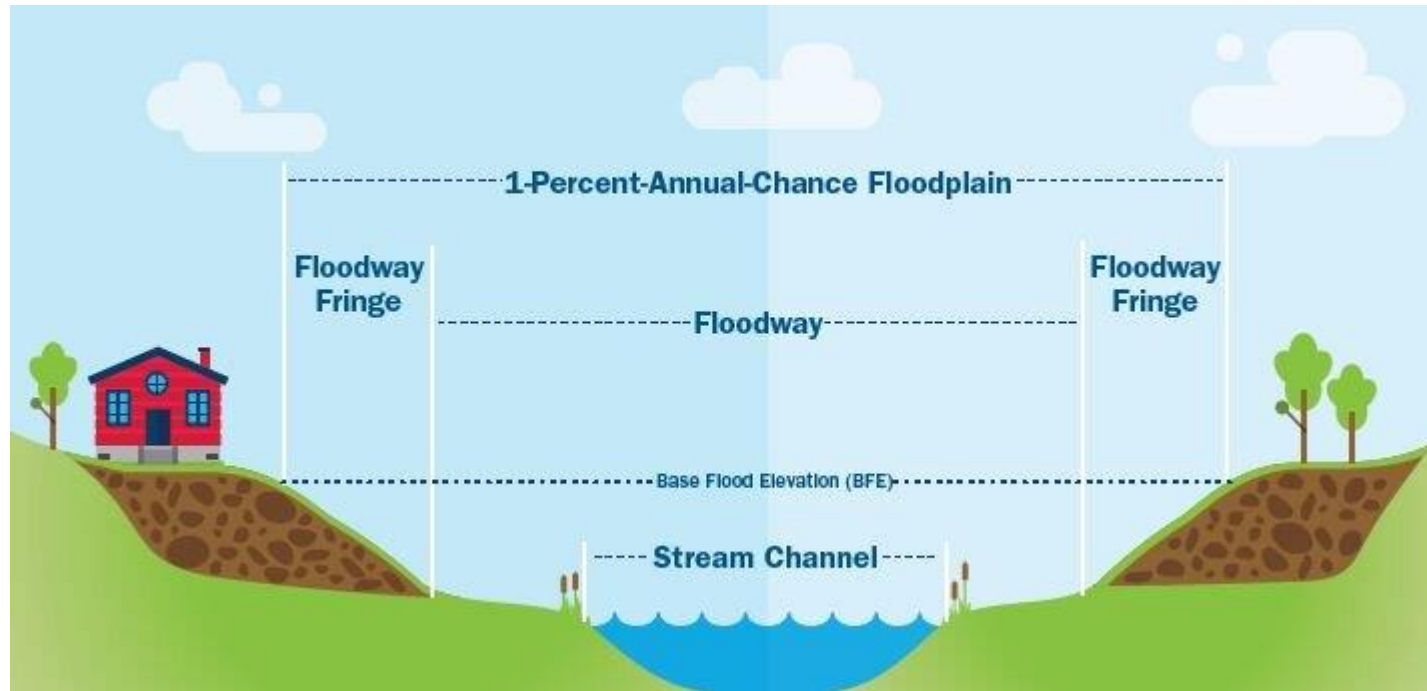 1-Percent-Annual-Chance Floodplain
Floodway
Fringe
Floodway
Fringe
Floodway
Base Flood Elevation (BFE)
Stream Channel